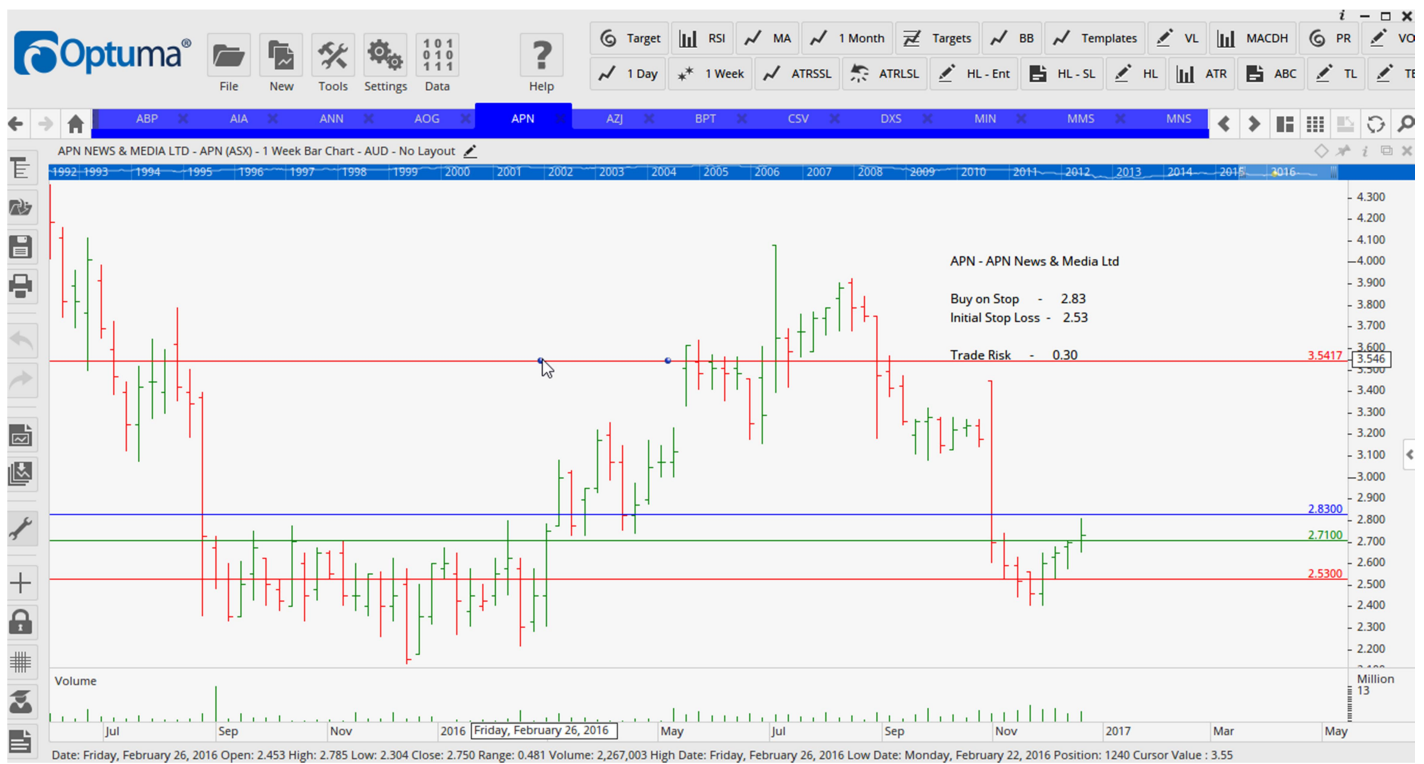 Optuma®
File New Tools Settings Data Help
Target RSI MA 1 Month Targets BB Templates VL MACDH PR VO
1 Day 1 Week ATRSSL ATRLSL HL - Ent HL - SL HL ATR ABC TL TE
ABP AIA ANN AOG APN AZJ BPT CSV DXS MIN MMS MNS
APN NEWS & MEDIA LTD - APN (ASX) - 1 Week Bar Chart - AUD - No Layout
1992 1993 1994 1995 1996 1997 1998 1999 2000 2001 2002 2003 2004 2005 2006 2007 2008 2009 2010 2011 2012 2013 2014 2015 2016
4.300
4.200
4.100
APN - APN News & Media Ltd
4.000
3.900
Buy on Stop - 2.83
3.800
Initial Stop Loss - 2.53
3.700
3.600
Trade Risk - 0.30
3.5417
3.546
3.500
3.400
3.300
3.200
3.100
3.000
2.900
2.8300
2.800
2.7100
2.700
2.600
2.5300
2.500
2.400
2.300
2.200
Volume
Million
13
Jul Sep Nov 2016 Friday, February 26, 2016 May Jul Sep Nov 2017 Mar May
Date: Friday, February 26, 2016 Open: 2.453 High: 2.785 Low: 2.304 Close: 2.750 Range: 0.481 Volume: 2,267,003 High Date: Friday, February 26, 2016 Low Date: Monday, February 22, 2016 Position: 1240 Cursor Value : 3.55